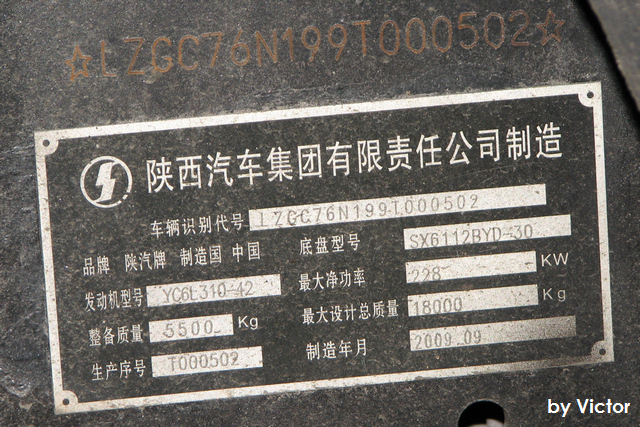 ☆LZGC76N199T000502☆
陕西汽车集团有限责任公司制造
车辆识别代号 LZGC76N199T000502
品牌 陕汽牌 制造国 中国 底盘型号 SX6112BYD-30
发动机型号 YC6L310-42 最大净功率 228 KW
整备质量 5500 Kg 最大设计总质量 18000 Kg
生产序号 T000502 制造年月 2009 09
by Victor